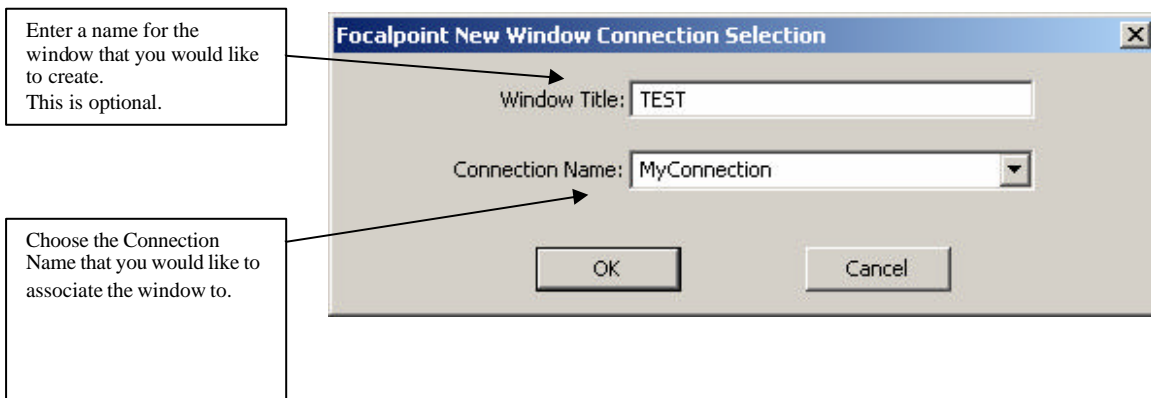 Enter a name for the
window that you would like
to create.
This is optional.
Focalpoint New Window Connection Selection
Window Title: TEST
Connection Name: MyConnection
Choose the Connection
Name that you would like to
associate the window to.
OK Cancel